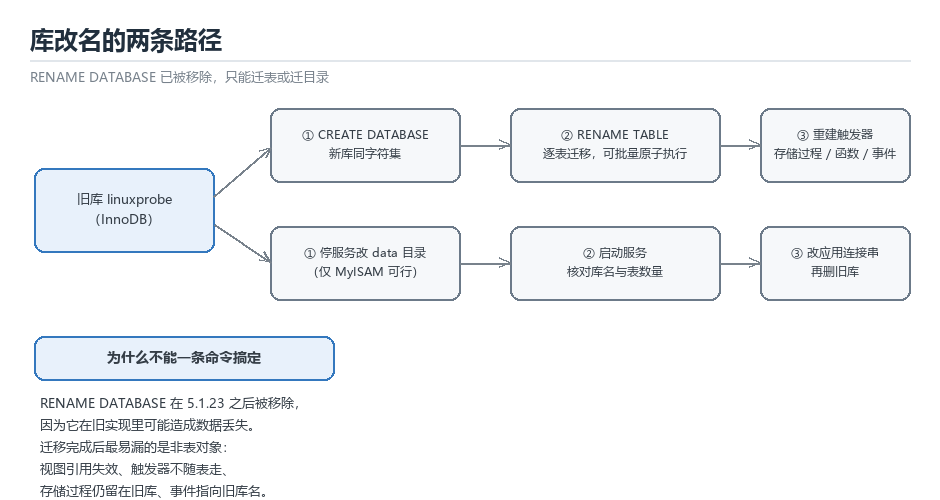 库改名的两条路径
RENAME DATABASE 已被移除，只能迁表或迁目录
① CREATE DATABASE
新库同字符集
② RENAME TABLE
逐表迁移，可批量原子执行
③ 重建触发器
存储过程 / 函数 / 事件
旧库 linuxprobe
（InnoDB）
① 停服务改 data 目录
（仅 MyISAM 可行）
② 启动服务
核对库名与表数量
③ 改应用连接串
再删旧库
为什么不能一条命令搞定
RENAME DATABASE 在 5.1.23 之后被移除，
因为它在旧实现里可能造成数据丢失。
迁移完成后最易漏的是非表对象：
视图引用失效、触发器不随表走、
存储过程仍留在旧库、事件指向旧库名。